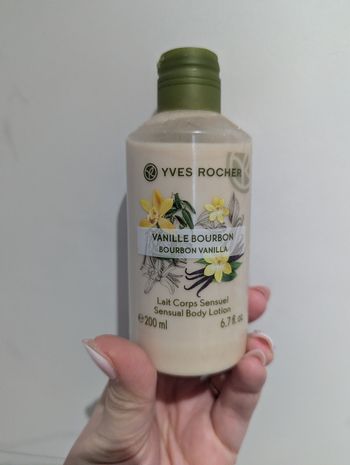 YVES ROCHER
VANILLE BOURBON
BOURBON VANILLA
Lait Corps Sensuel
Sensual Body Lotion
℮200 ml 6.7 fl. oz.